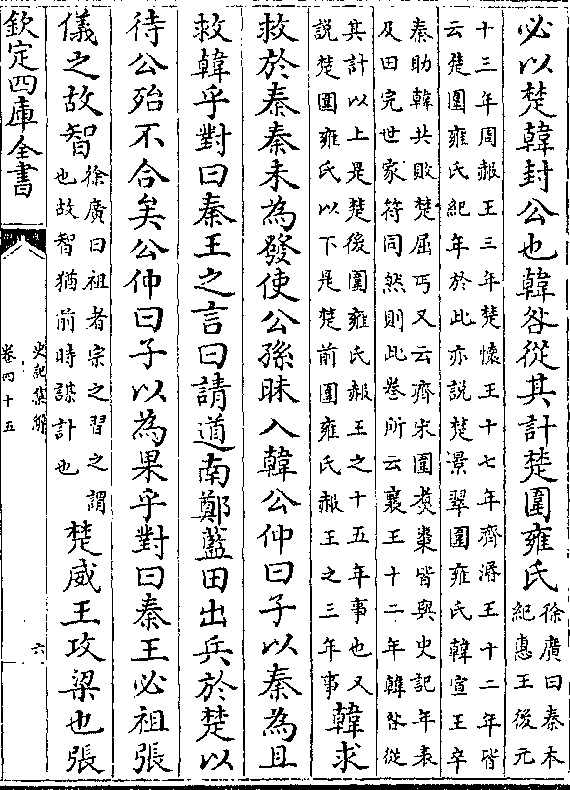 必以楚韓封公也韓咎從其計楚圍雍氏
徐廣曰秦本
紀惠王後元
十三年周赧王三年楚懷王十七年齊湣王十二年皆
云楚圍雍氏紀年於此亦說楚景翠圍雍氏韓宣王卒
秦助韓共敗楚屈丐又云齊宋圍煑棗皆與史記年表
及田完世家符同然則此卷所云襄王十二年韓咎從
其計以上是楚後圍雍氏赧王之十五年事也又
說楚圍雍氏以下是楚前圍雍氏赧王之三年事
韓求
救於秦秦未為發使公孫昧入韓公仲曰子以秦為且
救韓乎對曰秦王之言曰請道南鄭藍田出兵於楚以
待公殆不合矣公仲曰子以為果乎對曰秦王必祖張
儀之故智
徐廣曰祖者宗之習之謂
也故智猶前時謀計也
楚威王攻梁也張
欽定四庫全書
史記集解
卷四十五
六